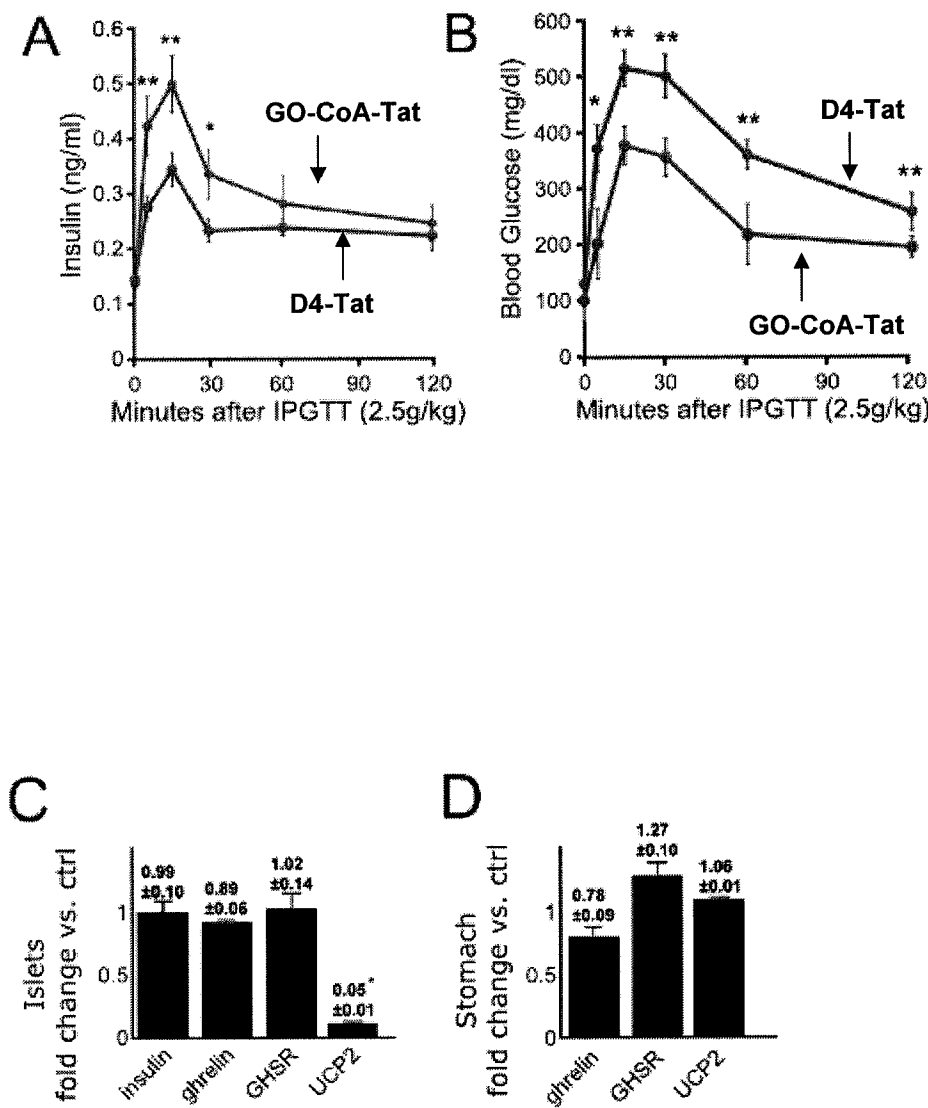 A
Insulin (ng/ml)
0.6
0.5
0.4
0.3
0.2
0.1
0
**
**
*
GO-CoA-Tat
D4-Tat
0 30 60 90 120
Minutes after IPGTT (2.5g/kg)
B
Blood Glucose (mg/dl)
600
500
400
300
200
100
0
*
**
**
**
**
D4-Tat
GO-CoA-Tat
0 30 60 90 120
Minutes after IPGTT (2.5g/kg)
C
Islets
fold change vs. ctrl
1
0.5
0
0.99
±0.10
0.89
±0.06
1.02
±0.14
0.05*
±0.01
insulin
ghrelin
GHSR
UCP2
D
Stomach
fold change vs. ctrl
1
0.5
0
0.78
±0.09
1.27
±0.10
1.06
±0.01
ghrelin
GHSR
UCP2